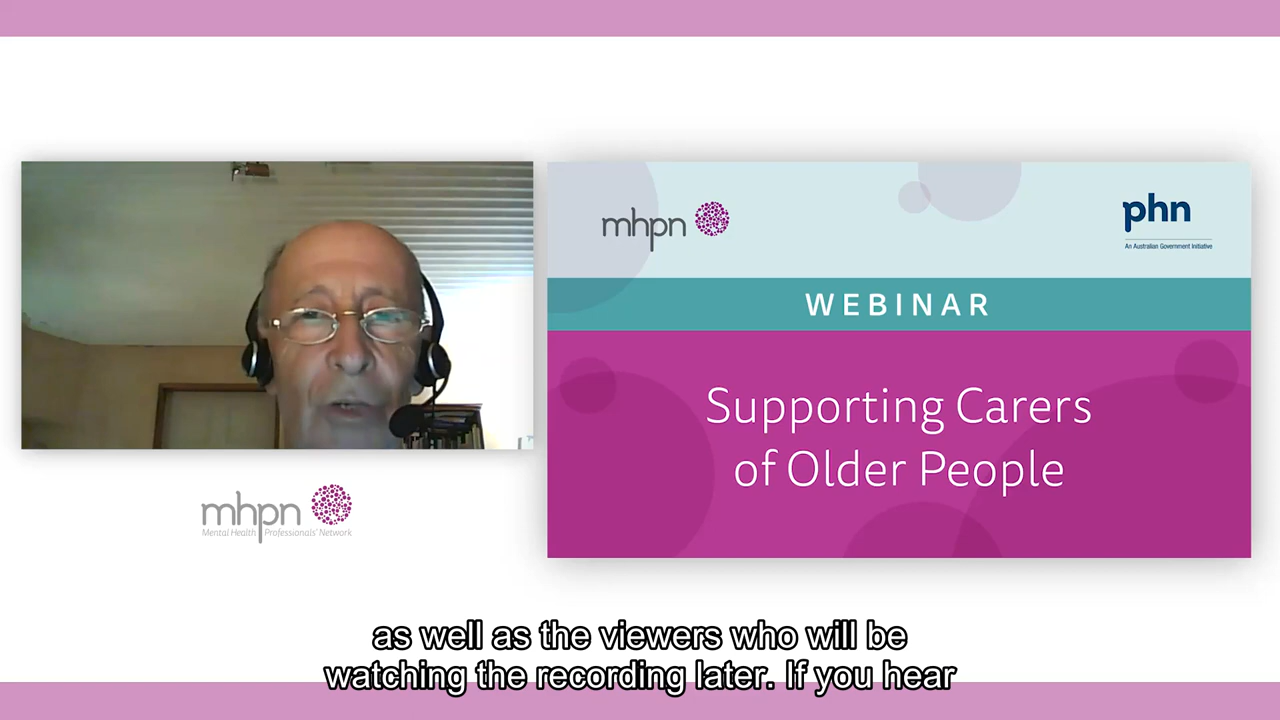 mhpn
phn
An Australian Government Initiative
WEBINAR
Supporting Carers
of Older People
mhpn
Mental Health Professionals' Network
as well as the viewers who will be
watching the recording later. If you hear